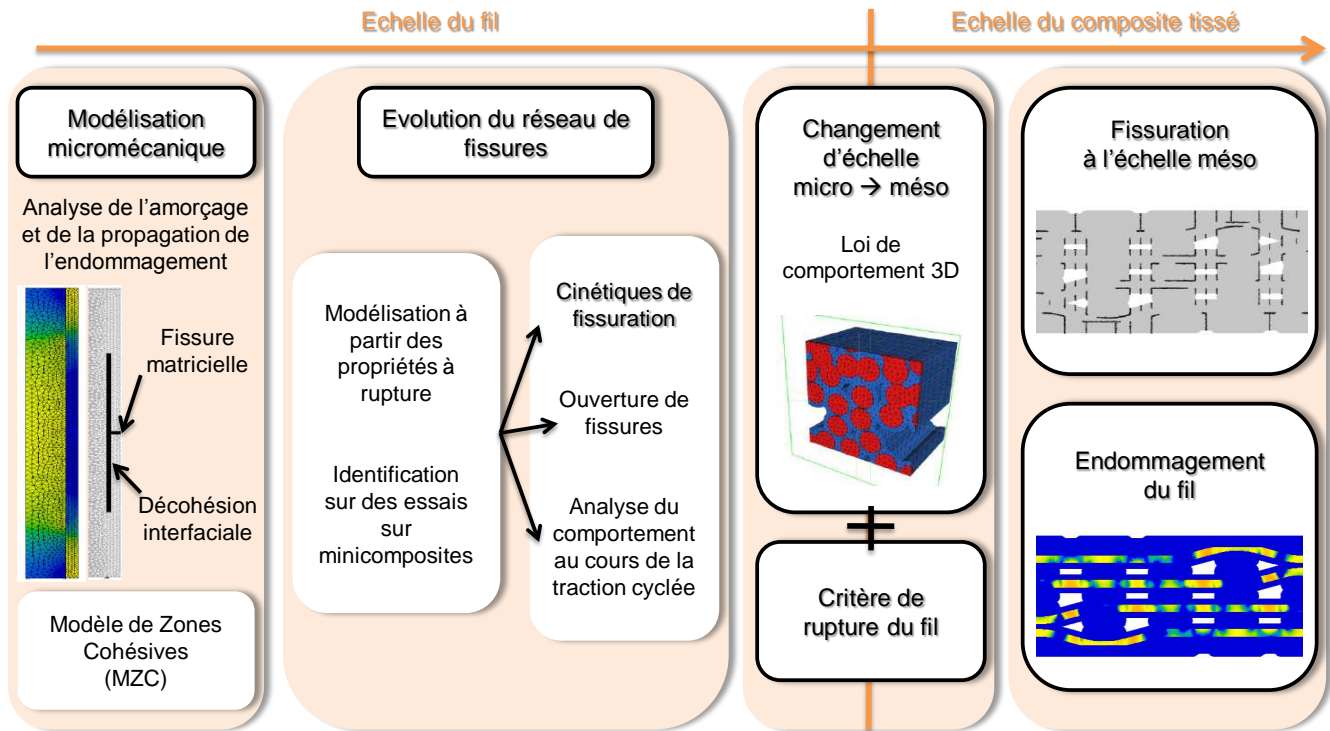 Echelle du fil
Echelle du composite tissé
Modélisation
micromécanique
Analyse de l'amorçage
et de la propagation de
l'endommagement
Fissure
matricielle
Décohésion
interfaciale
Modèle de Zones
Cohésives
(MZC)
Evolution du réseau de
fissures
Modélisation à
partir des
propriétés à
rupture
Identification
sur des essais
sur
minicomposites
Cinétiques de
fissuration
Ouverture de
fissures
Analyse du
comportement
au cours de la
traction cyclée
Changement
d'échelle
micro → méso
Loi de
comportement 3D
+
Critère de
rupture du fil
Fissuration
à l'échelle méso
Endommagement
du fil